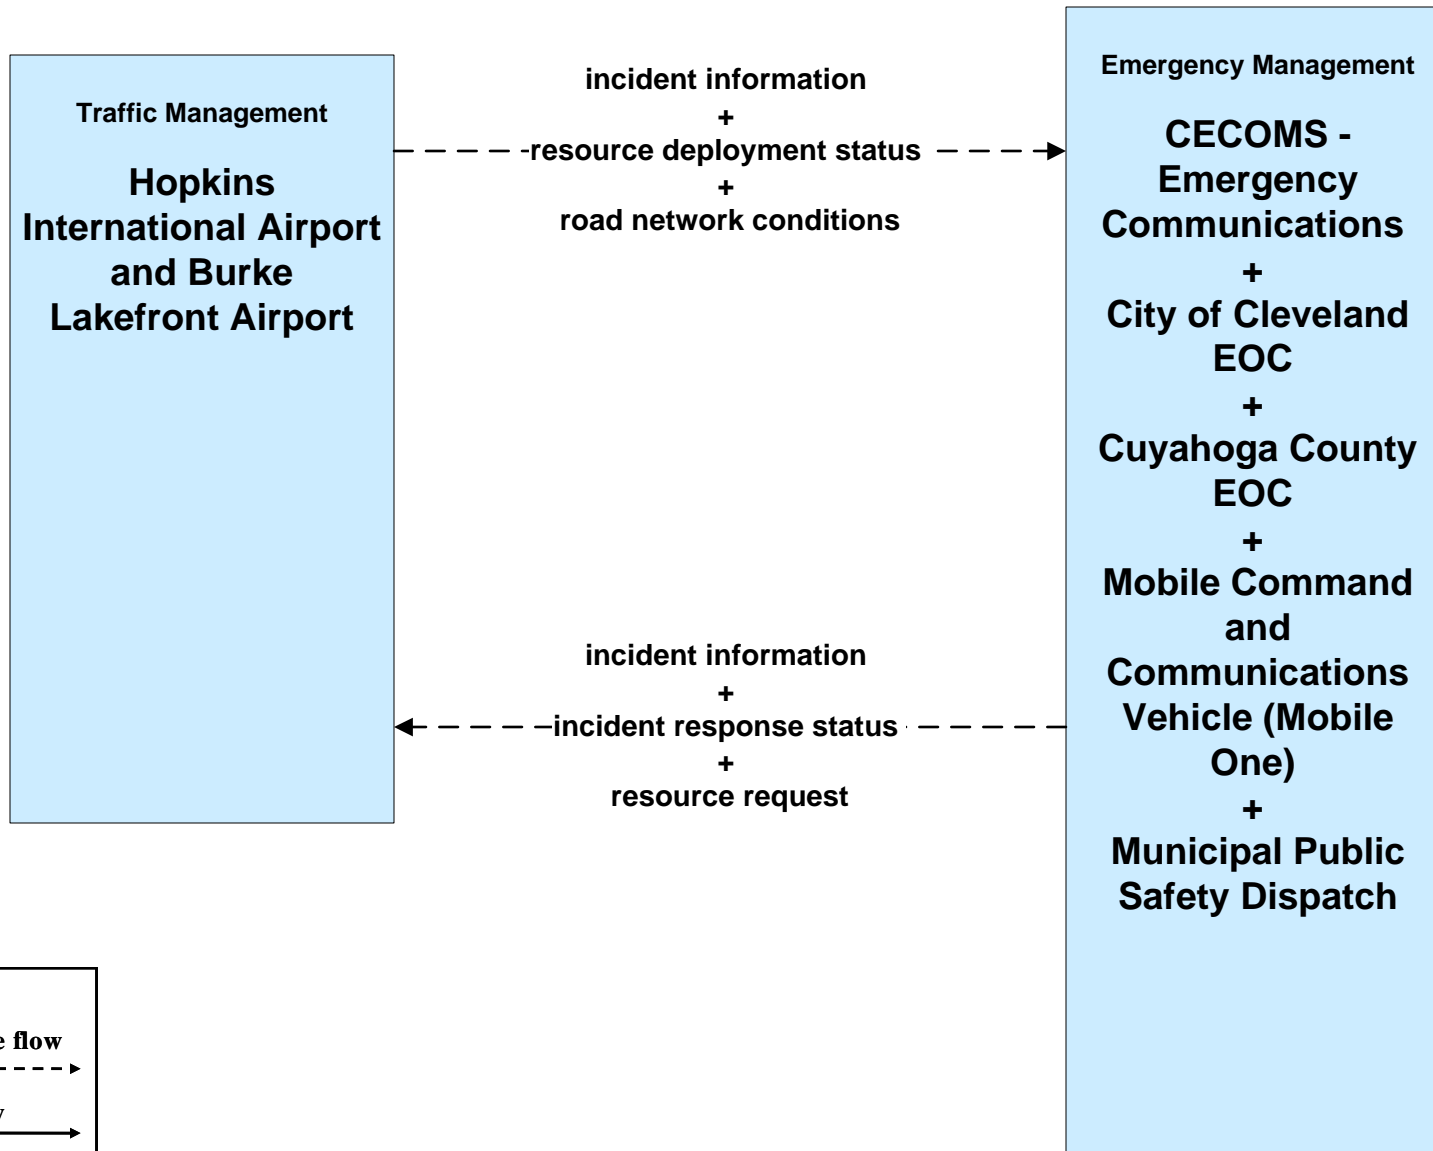 Traffic Management
Hopkins
International Airport
and Burke
Lakefront Airport
incident information
+
resource deployment status
+
road network conditions
incident information
+
incident response status
+
resource request
Emergency Management
CECOMS -
Emergency
Communications
+
City of Cleveland
EOC
+
Cuyahoga County
EOC
+
Mobile Command
and
Communications
Vehicle (Mobile
One)
+
Municipal Public
Safety Dispatch
flow